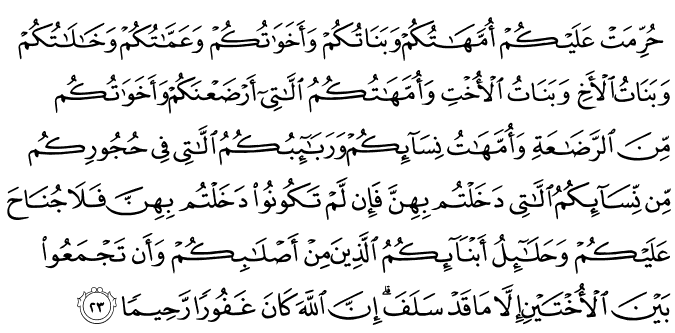 حُرِّمَتْ عَلَيْكُمْ أُمَّهَـٰتُكُمْ وَبَنَاتُكُمْ وَأَخَوَٰتُكُمْ وَعَمَّـٰتُكُمْ وَخَـٰلَـٰتُكُمْ
وَبَنَاتُ ٱلْأَخِ وَبَنَاتُ ٱلْأُخْتِ وَأُمَّهَـٰتُكُمُ ٱلَّـٰتِىٓ أَرْضَعْنَكُمْ وَأَخَوَٰتُكُم
مِّنَ ٱلرَّضَـٰعَةِ وَأُمَّهَـٰتُ نِسَآئِكُمْ وَرَبَـٰٓئِبُكُمُ ٱلَّـٰتِى فِى حُجُورِكُم
مِّن نِّسَآئِكُمُ ٱلَّـٰتِى دَخَلْتُم بِهِنَّ فَإِن لَّمْ تَكُونُوا۟ دَخَلْتُم بِهِنَّ فَلَا جُنَاحَ
عَلَيْكُمْ وَحَلَـٰٓئِلُ أَبْنَآئِكُمُ ٱلَّذِينَ مِنْ أَصْلَـٰبِكُمْ وَأَن تَجْمَعُوا۟
بَيْنَ ٱلْأُخْتَيْنِ إِلَّا مَا قَدْ سَلَفَ ۗ إِنَّ ٱللَّهَ كَانَ غَفُورًا رَّحِيمًا ٢٣